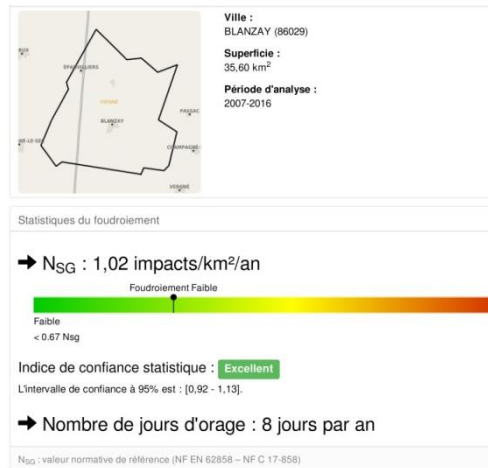 Ville :
BLANZAY (86029)
Superficie :
35,60 km²
Période d'analyse :
2007-2016
VIENNE
BLANZAY
PASSAC
VERGNÉ
Statistiques du foudroiement
➔ NSG : 1,02 impacts/km²/an
Foudroiement Faible
Faible
< 0.67 Nsg
Indice de confiance statistique : Excellent
L'intervalle de confiance à 95% est : [0,92 - 1,13].
➔ Nombre de jours d'orage : 8 jours par an
NSG : valeur normative de référence (NF EN 62858 – NF C 17-858)